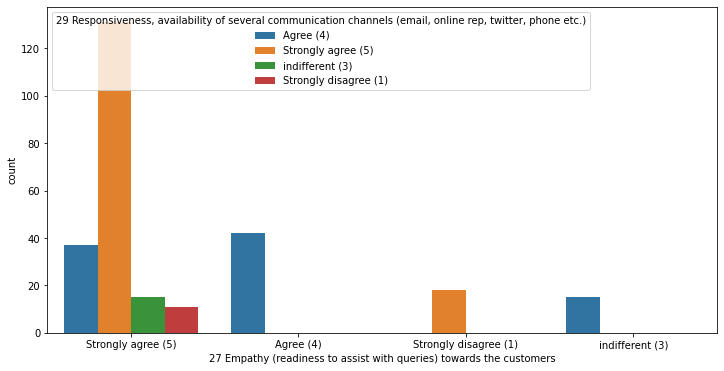 29 Responsiveness, availability of several communication channels (email, online rep, twitter, phone etc.)
Agree (4)
Strongly agree (5)
indifferent (3)
Strongly disagree (1)
120
100
80
60
40
20
0
count
Strongly agree (5)
Agree (4)
Strongly disagree (1)
indifferent (3)
27 Empathy (readiness to assist with queries) towards the customers